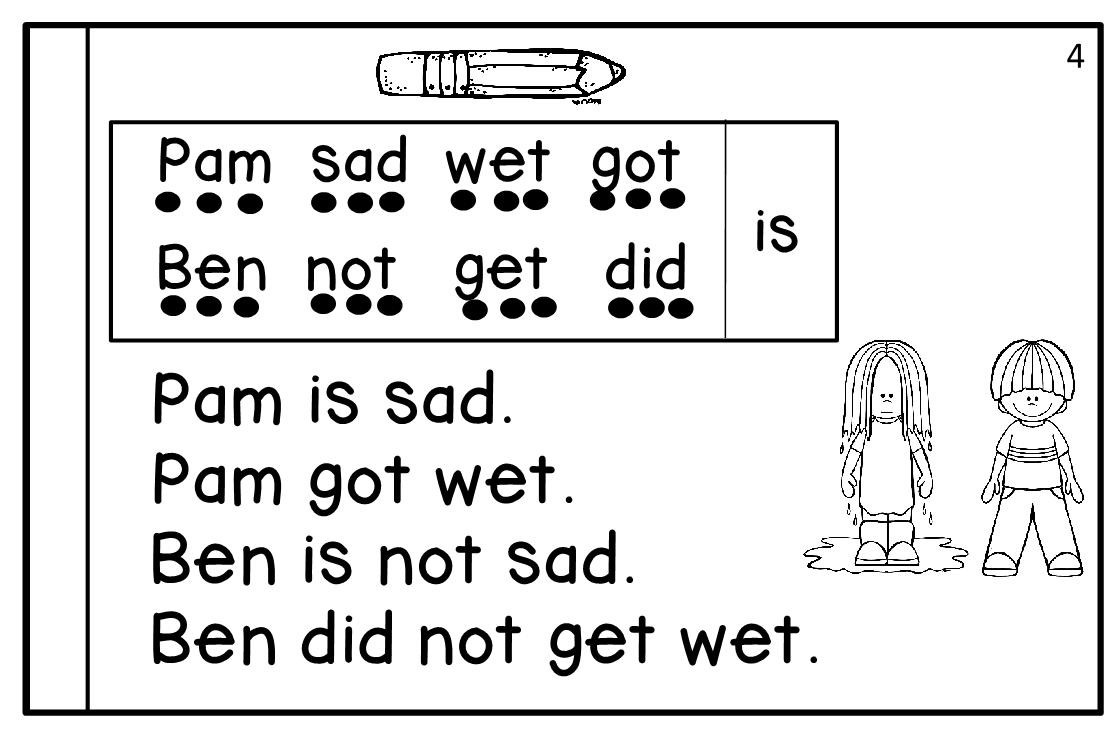 4
Pam sad wet got
is
Ben not get did
Pam is sad.
Pam got wet.
Ben is not sad.
Ben did not get wet.